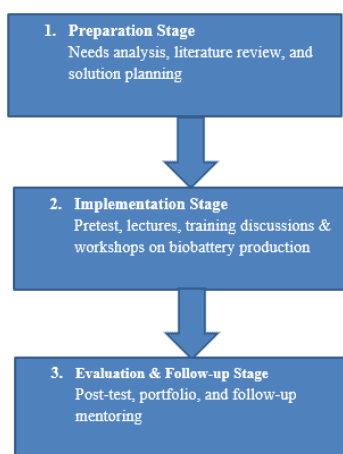 1. Preparation Stage
Needs analysis, literature review, and
solution planning
2. Implementation Stage
Pretest, lectures, training discussions &
workshops on biobattery production
3. Evaluation & Follow-up Stage
Post-test, portfolio, and follow-up
mentoring